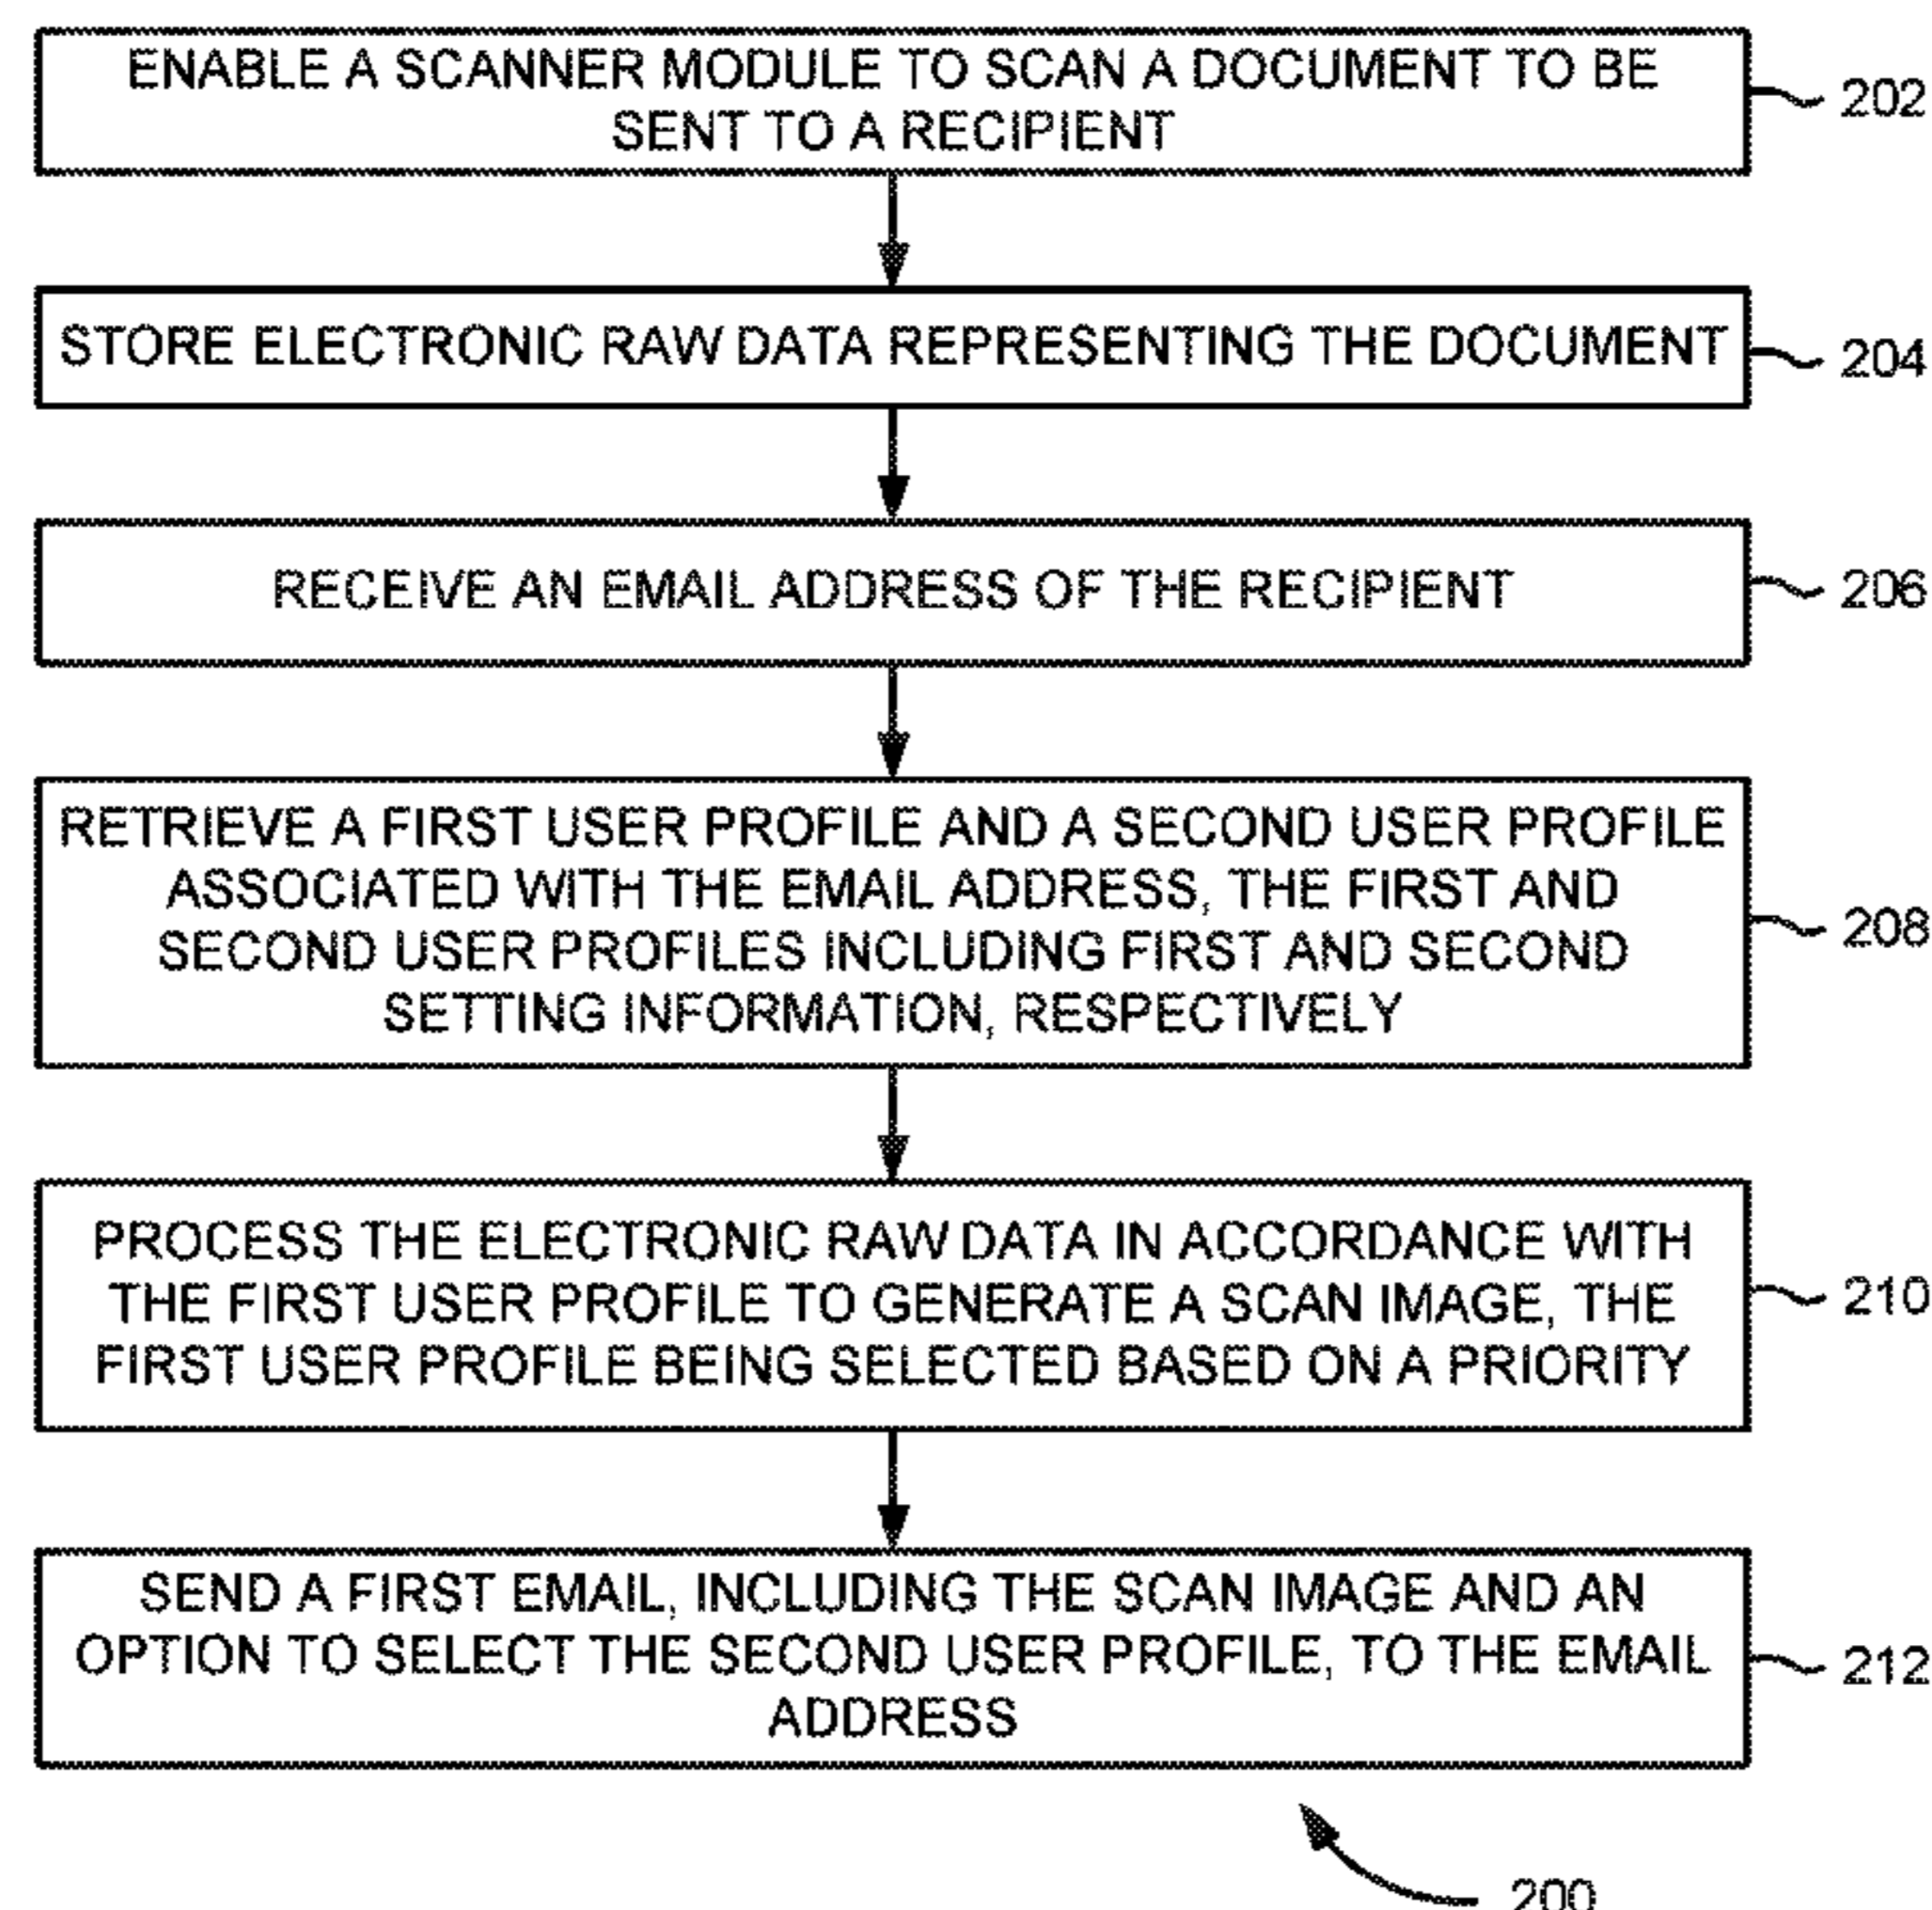 ENABLE A SCANNER MODULE TO SCAN A DOCUMENT TO BE
SENT TO A RECIPIENT
202
STORE ELECTRONIC RAW DATA REPRESENTING THE DOCUMENT
204
RECEIVE AN EMAIL ADDRESS OF THE RECIPIENT
206
RETRIEVE A FIRST USER PROFILE AND A SECOND USER PROFILE
ASSOCIATED WITH THE EMAIL ADDRESS, THE FIRST AND
SECOND USER PROFILES INCLUDING FIRST AND SECOND
SETTING INFORMATION, RESPECTIVELY
208
PROCESS THE ELECTRONIC RAW DATA IN ACCORDANCE WITH
THE FIRST USER PROFILE TO GENERATE A SCAN IMAGE, THE
FIRST USER PROFILE BEING SELECTED BASED ON A PRIORITY
210
SEND A FIRST EMAIL, INCLUDING THE SCAN IMAGE AND AN
OPTION TO SELECT THE SECOND USER PROFILE, TO THE EMAIL
ADDRESS
212
200